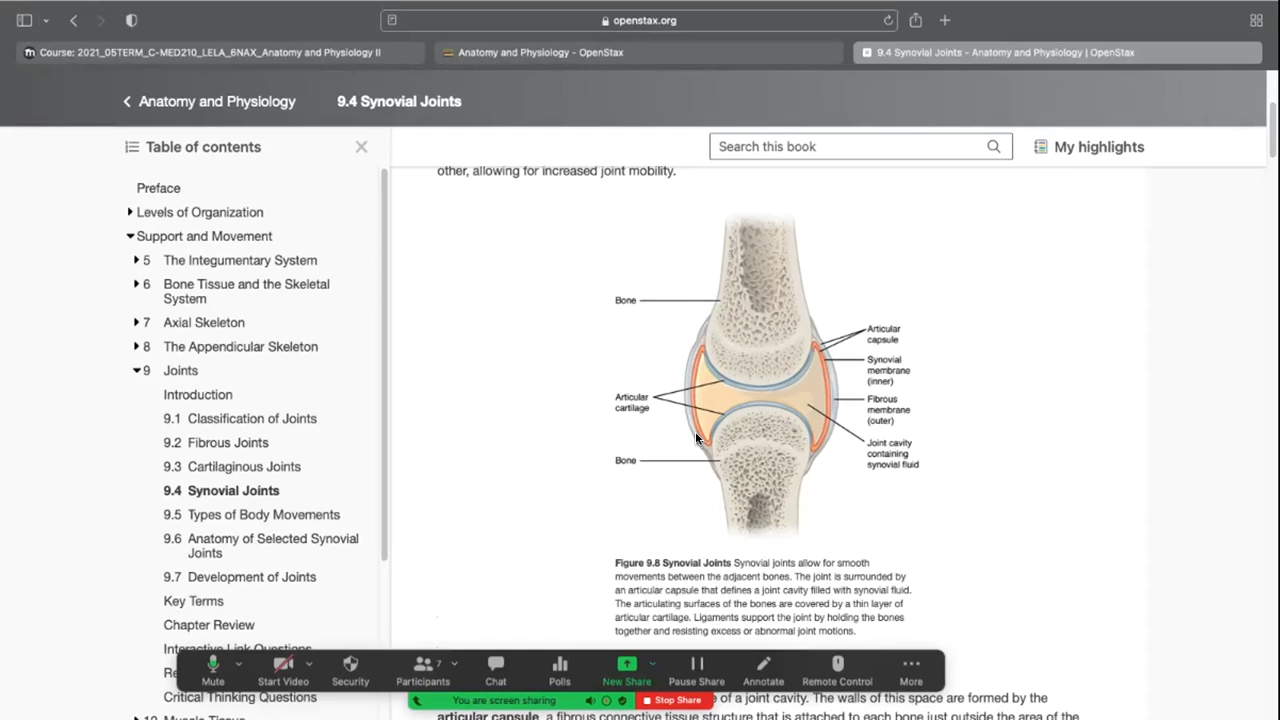 openstax.org
Course: 2021_05TERM_C-MED210_LELA_6NAX_Anatomy and Physiology II
Anatomy and Physiology - OpenStax
9.4 Synovial Joints - Anatomy and Physiology | OpenStax
Anatomy and Physiology
9.4 Synovial Joints
Table of contents
Search this book
My highlights
Preface
Levels of Organization
Support and Movement
5 The Integumentary System
6 Bone Tissue and the Skeletal
System
7 Axial Skeleton
8 The Appendicular Skeleton
9 Joints
Introduction
9.1 Classification of Joints
9.2 Fibrous Joints
9.3 Cartilaginous Joints
9.4 Synovial Joints
9.5 Types of Body Movements
9.6 Anatomy of Selected Synovial
Joints
9.7 Development of Joints
Key Terms
Chapter Review
Interactive Link Questions
Re
Critical Thinking Questions
10 Muscle Tissue
other, allowing for increased joint mobility.
Bone
Articular
cartilage
Bone
Articular
capsule
Synovial
membrane
(inner)
Fibrous
membrane
(outer)
Joint cavity
containing
synovial fluid
Figure 9.8 Synovial Joints Synovial joints allow for smooth
movements between the adjacent bones. The joint is surrounded by
an articular capsule that defines a joint cavity filled with synovial fluid.
The articulating surfaces of the bones are covered by a thin layer of
articular cartilage. Ligaments support the joint by holding the bones
together and resisting excess or abnormal joint motions.
of a joint cavity. The walls of this space are formed by the
articular capsule, a fibrous connective tissue structure that is attached to each bone just outside the area of the
Mute
Start Video
Security
7
Participants
Chat
Polls
New Share
Pause Share
Annotate
Remote Control
More
You are screen sharing
Stop Share